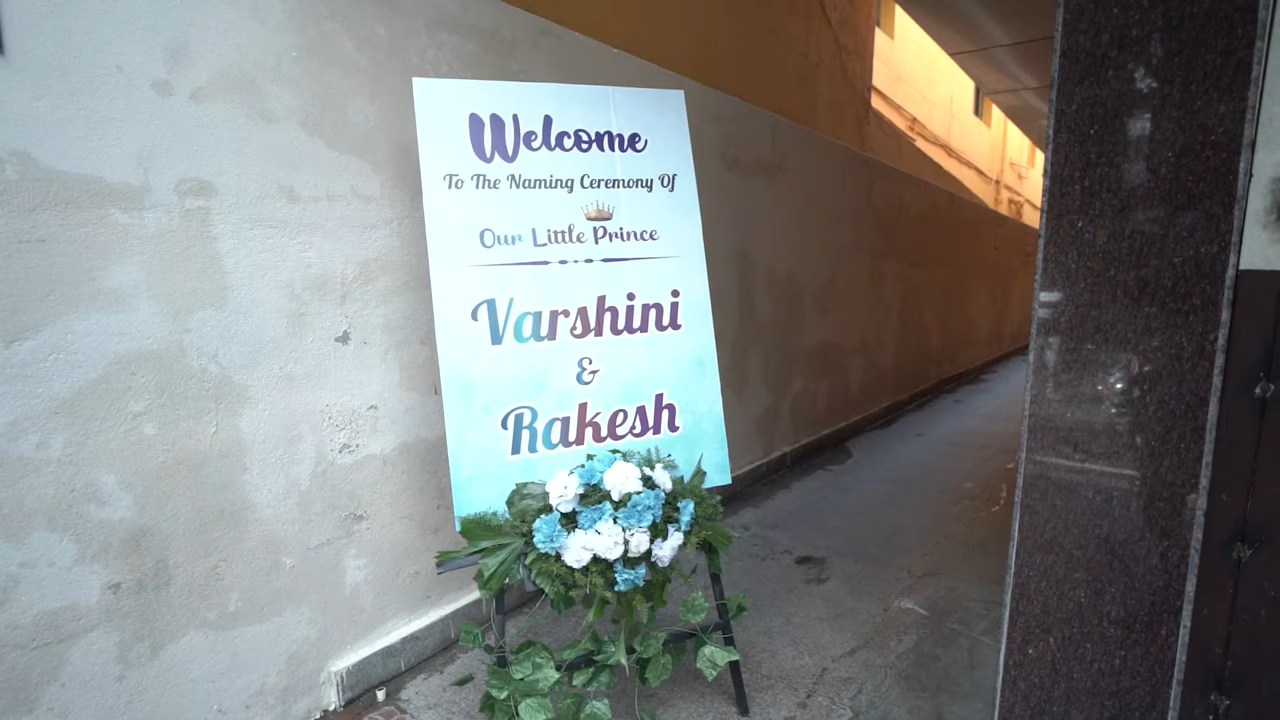 Welcome
To The Naming Ceremony Of
Our Little Prince
Varshini
&
Rakesh